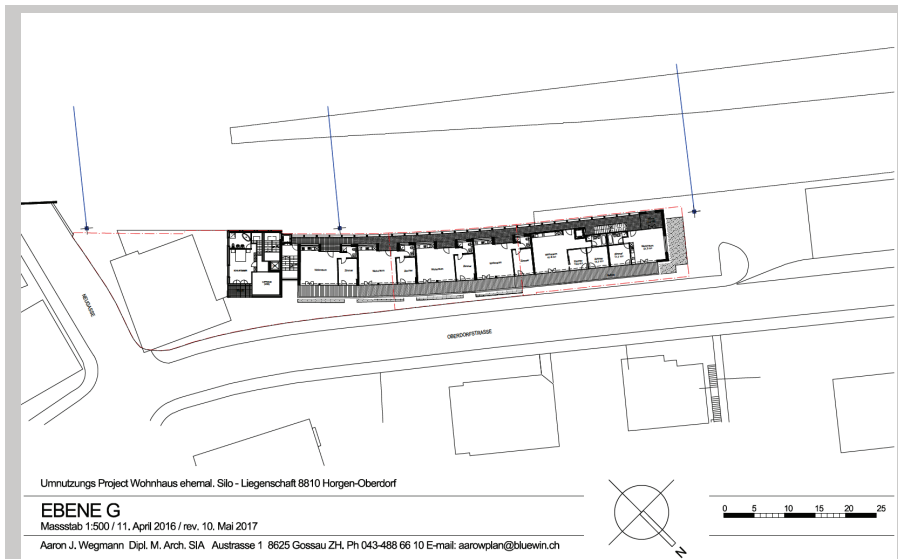 NEUGASSE
OBERDORFSTRASSE
Umnutzungs Project Wohnhaus ehemal. Silo - Liegenschaft 8810 Horgen-Oberdorf
EBENE G
Massstab 1:500 / 11. April 2016 / rev. 10. Mai 2017
Aaron J. Wegmann Dipl. M. Arch. SIA Austrasse 1 8625 Gossau ZH. Ph 043-488 66 10 E-mail: aarowplan@bluewin.ch
N
0 5 10 15 20 25